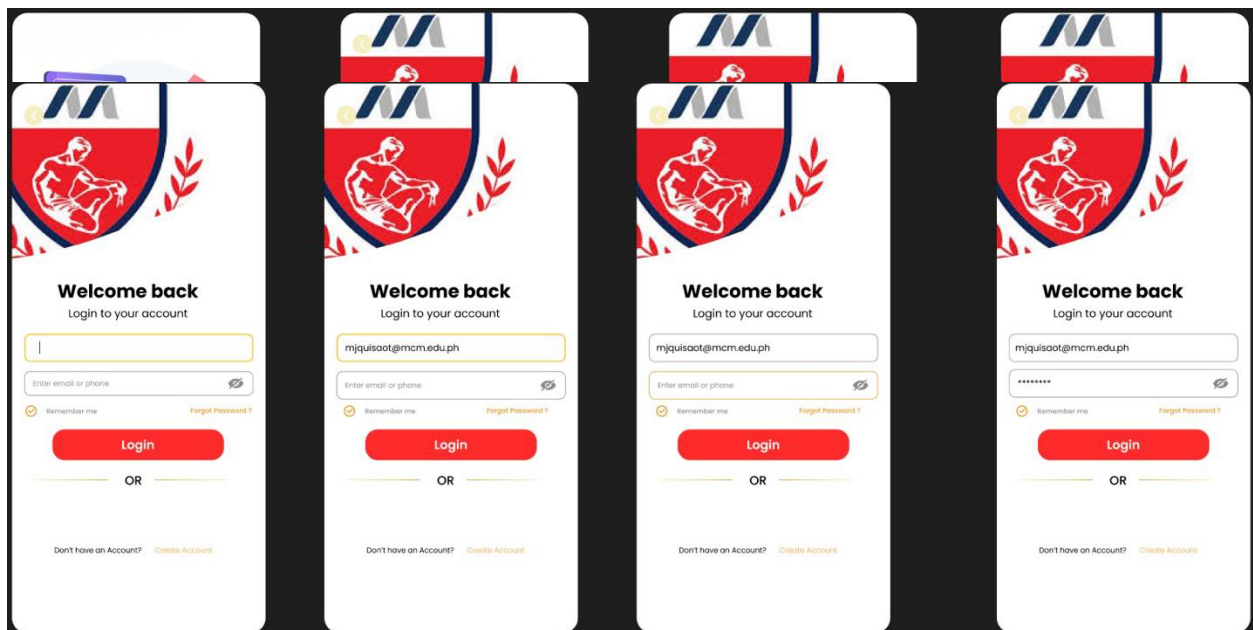 Welcome back
Login to your account
Enter email or phone
Remember me Forgot Password ?
Login
OR
Don't have an Account? Create Account
Welcome back
Login to your account
mjquisaot@mcm.edu.ph
Enter email or phone
Remember me Forgot Password ?
Login
OR
Don't have an Account? Create Account
Welcome back
Login to your account
mjquisaot@mcm.edu.ph
Enter email or phone
Remember me Forgot Password ?
Login
OR
Don't have an Account? Create Account
Welcome back
Login to your account
mjquisaot@mcm.edu.ph
********
Remember me Forgot Password ?
Login
OR
Don't have an Account? Create Account